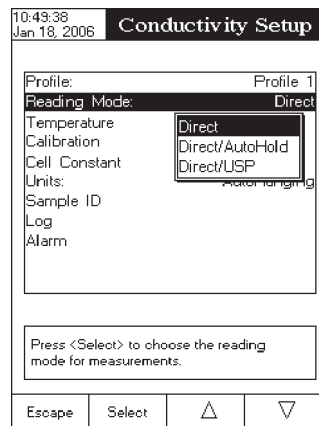 10:49:38
Jan 18, 2006
Conductivity Setup
Profile: Profile 1
Reading Mode: Direct
Temperature
Direct
Calibration
Direct/AutoHold
Cell Constant
Direct/USP
Units:
Sample ID
Log
Alarm
Press <Select> to choose the reading
mode for measurements.
Escape Select △ ▽